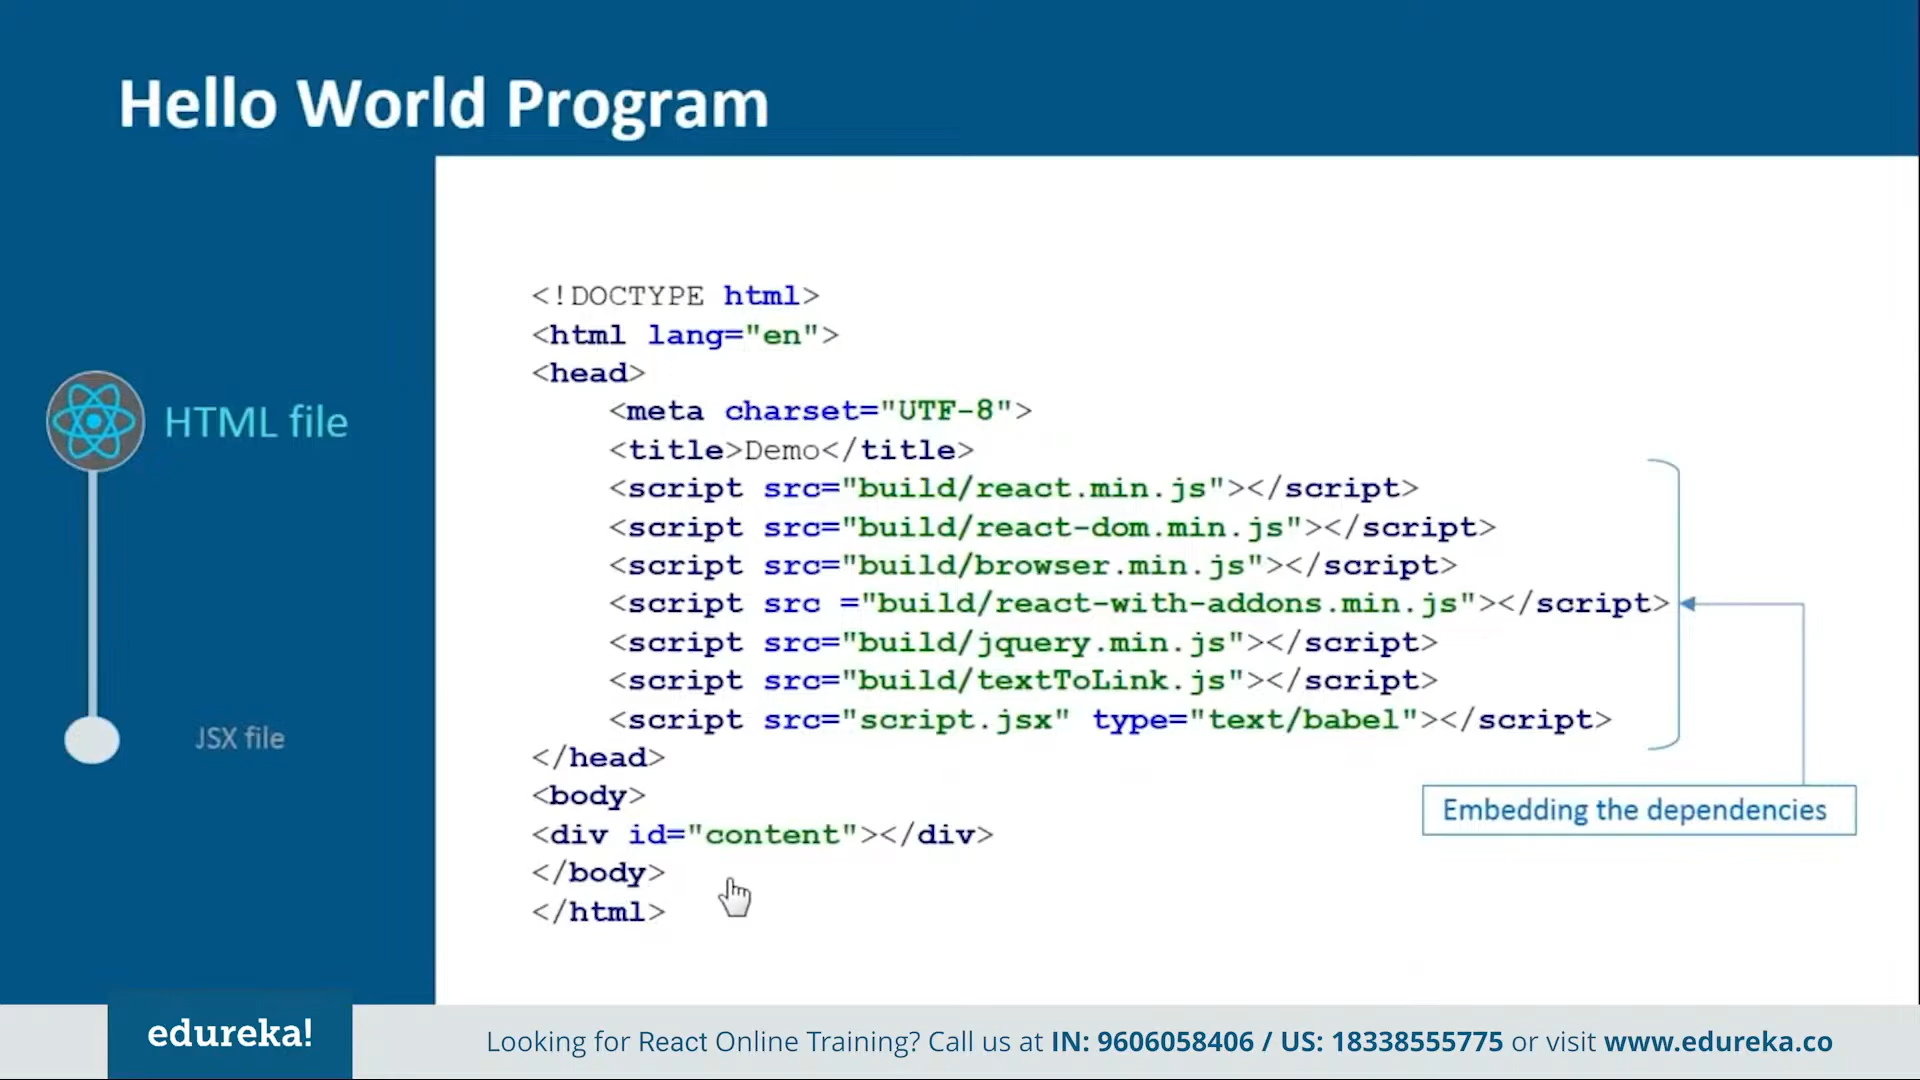 Hello World Program
HTML file
JSX file
<!DOCTYPE html>
<html lang="en">
<head>
<meta charset="UTF-8">
<title>Demo</title>
<script src="build/react.min.js"></script>
<script src="build/react-dom.min.js"></script>
<script src="build/browser.min.js"></script>
<script src ="build/react-with-addons.min.js"></script>
<script src="build/jquery.min.js"></script>
<script src="build/textToLink.js"></script>
<script src="script.jsx" type="text/babel"></script>
</head>
<body>
<div id="content"></div>
</body>
</html>
Embedding the dependencies
edureka!
Looking for React Online Training? Call us at IN: 9606058406 / US: 18338555775 or visit www.edureka.co